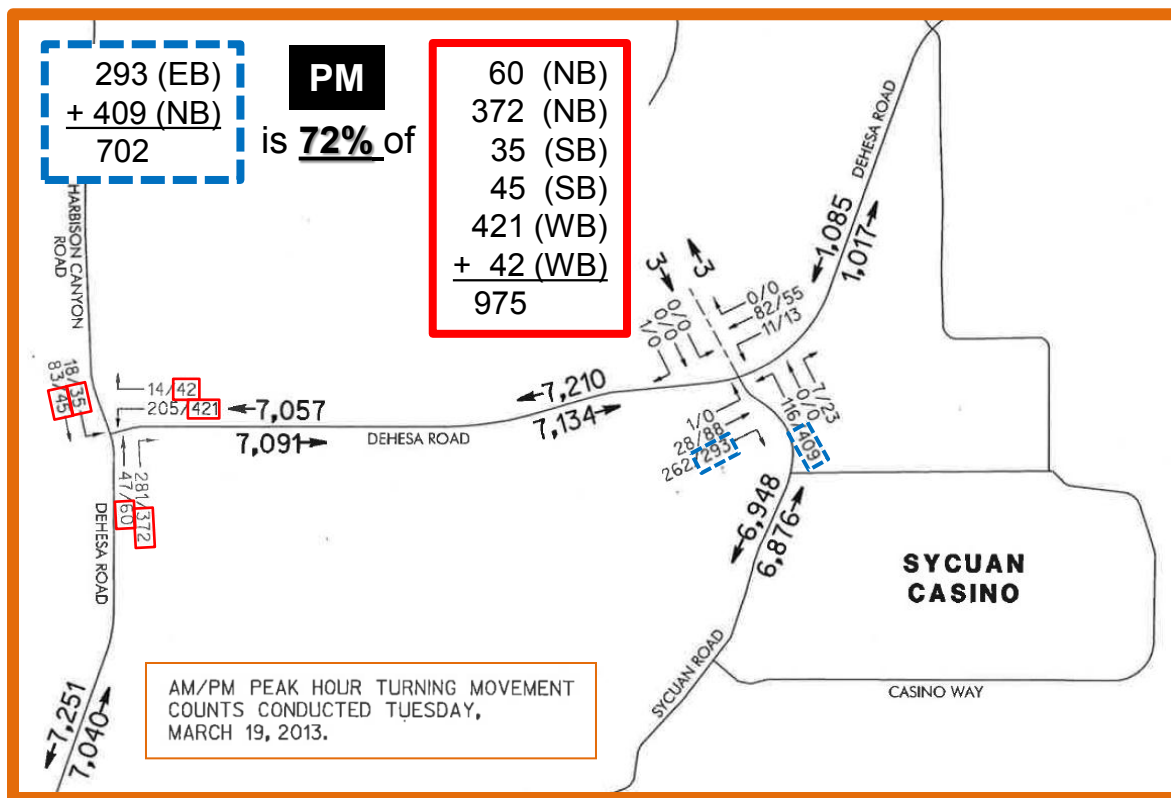 293 (EB)
+ 409 (NB)
702
PM
is 72% of
60 (NB)
372 (NB)
35 (SB)
45 (SB)
421 (WB)
+ 42 (WB)
975
HARBISON CANYON
ROAD
DEHESA ROAD
1,085
1,017
3
3
0/0
82/55
11/13
1/0
0/0
0/0
18/35
83/45
14/42
205/421
7,057
7,091
DEHESA ROAD
7,210
7,134
1/0
28/88
262/293
7/23
0/0
116/409
281/372
47/60
DEHESA ROAD
6,948
6,876
SYCUAN
CASINO
SYCUAN ROAD
CASINO WAY
AM/PM PEAK HOUR TURNING MOVEMENT
COUNTS CONDUCTED TUESDAY,
MARCH 19, 2013.
7,251
7,040